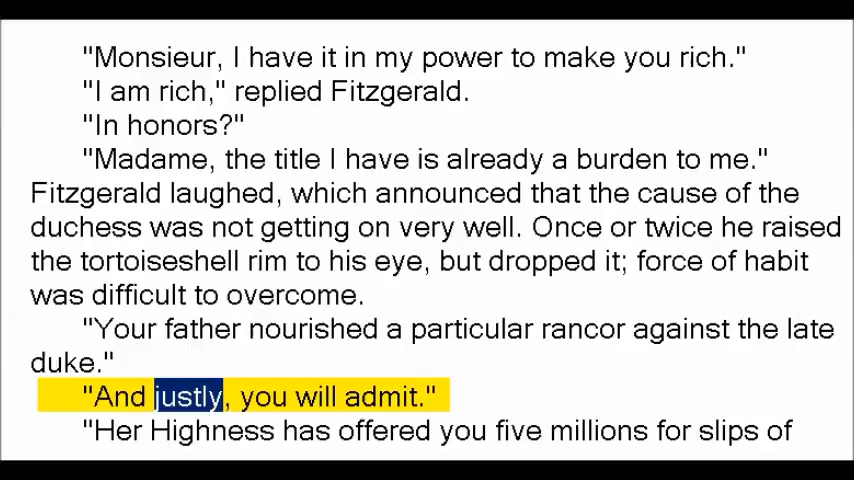 "Monsieur, I have it in my power to make you rich."
"I am rich," replied Fitzgerald.
"In honors?"
"Madame, the title I have is already a burden to me."
Fitzgerald laughed, which announced that the cause of the
duchess was not getting on very well. Once or twice he raised
the tortoiseshell rim to his eye, but dropped it; force of habit
was difficult to overcome.
"Your father nourished a particular rancor against the late
duke."
"And justly, you will admit."
"Her Highness has offered you five millions for slips of